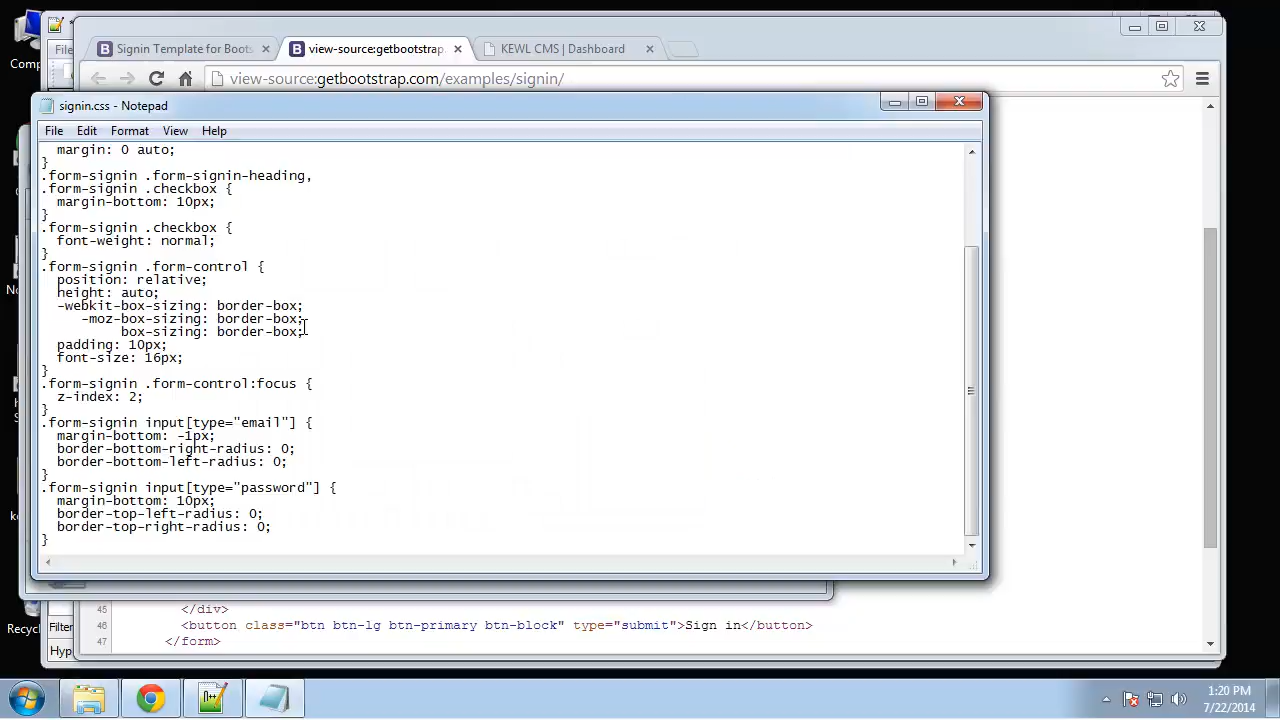 Comp
File
Signin Template for Boots
view-source:getbootstrap.
KEWL CMS | Dashboard
view-source:getbootstrap.com/examples/signin/
signin.css - Notepad
File Edit Format View Help
margin: 0 auto;
}
.form-signin .form-signin-heading,
.form-signin .checkbox {
margin-bottom: 10px;
}
.form-signin .checkbox {
font-weight: normal;
}
.form-signin .form-control {
position: relative;
height: auto;
-webkit-box-sizing: border-box;
-moz-box-sizing: border-box;
box-sizing: border-box;
padding: 10px;
font-size: 16px;
}
.form-signin .form-control:focus {
z-index: 2;
}
.form-signin input[type="email"] {
margin-bottom: -1px;
border-bottom-right-radius: 0;
border-bottom-left-radius: 0;
}
.form-signin input[type="password"] {
margin-bottom: 10px;
border-top-left-radius: 0;
border-top-right-radius: 0;
}
45 </div>
46 <button class="btn btn-lg btn-primary btn-block" type="submit">Sign in</button>
47 </form>
Recyc
Filter
Hyp
1:20 PM
7/22/2014